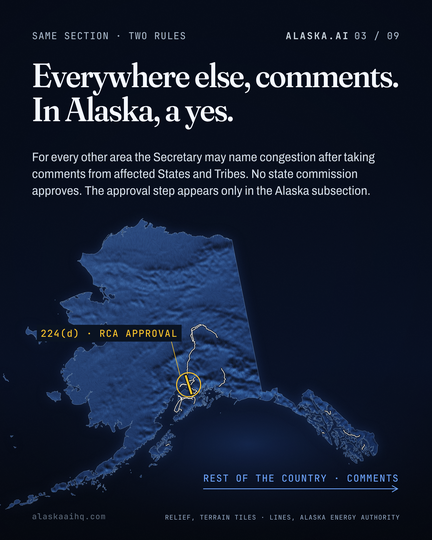 SAME SECTION · TWO RULES
ALASKA.AI 03 / 09
Everywhere else, comments.
In Alaska, a yes.
For every other area the Secretary may name congestion after taking
comments from affected States and Tribes. No state commission
approves. The approval step appears only in the Alaska subsection.
224(d) · RCA APPROVAL
REST OF THE COUNTRY · COMMENTS
alaskaaihq.com
RELIEF, TERRAIN TILES · LINES, ALASKA ENERGY AUTHORITY